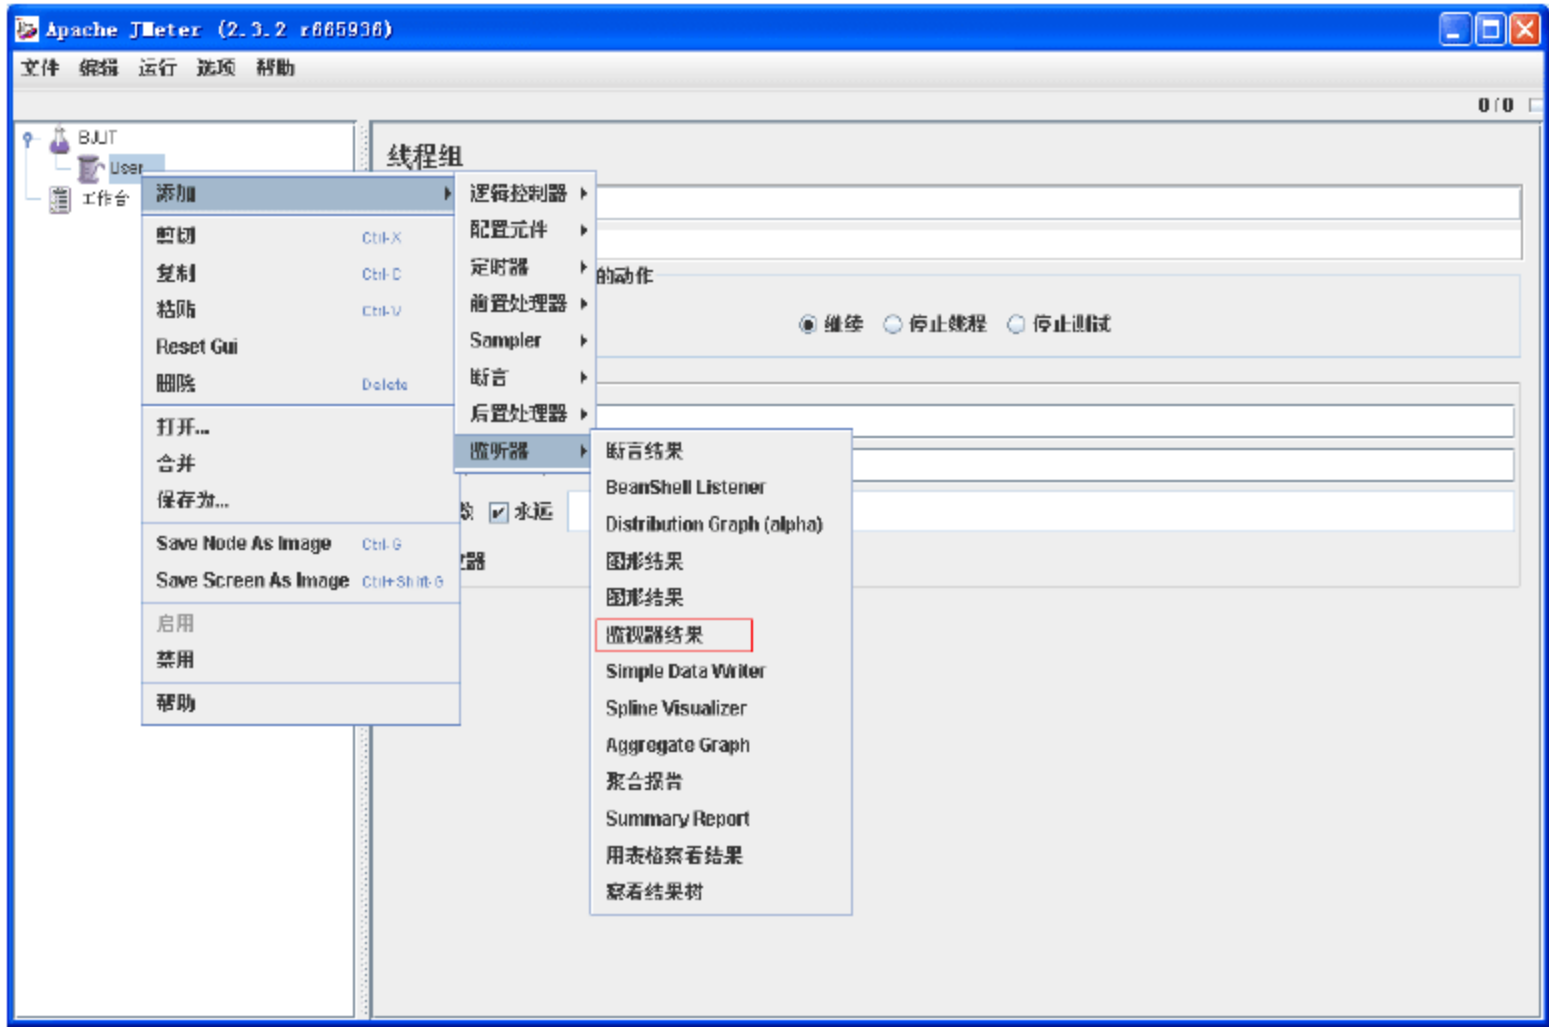 Apache JMeter (2.3.2 r665936)
文件 编辑 运行 选项 帮助
0/0
BJUT
User
工作台
线程组
的动作
继续 停止线程 停止测试
数 永远
添加
剪切 Ctrl-X
复制 Ctrl-C
粘贴 Ctrl-V
Reset Gui
删除 Delete
打开...
合并
保存为...
Save Node As Image Ctrl-G
Save Screen As Image Ctrl+Shift-G
启用
禁用
帮助
逻辑控制器
配置元件
定时器
前置处理器
Sampler
断言
后置处理器
监听器
断言结果
BeanShell Listener
Distribution Graph (alpha)
图形结果
图形结果
监视器结果
Simple Data Writer
Spline Visualizer
Aggregate Graph
聚合报告
Summary Report
用表格察看结果
察看结果树